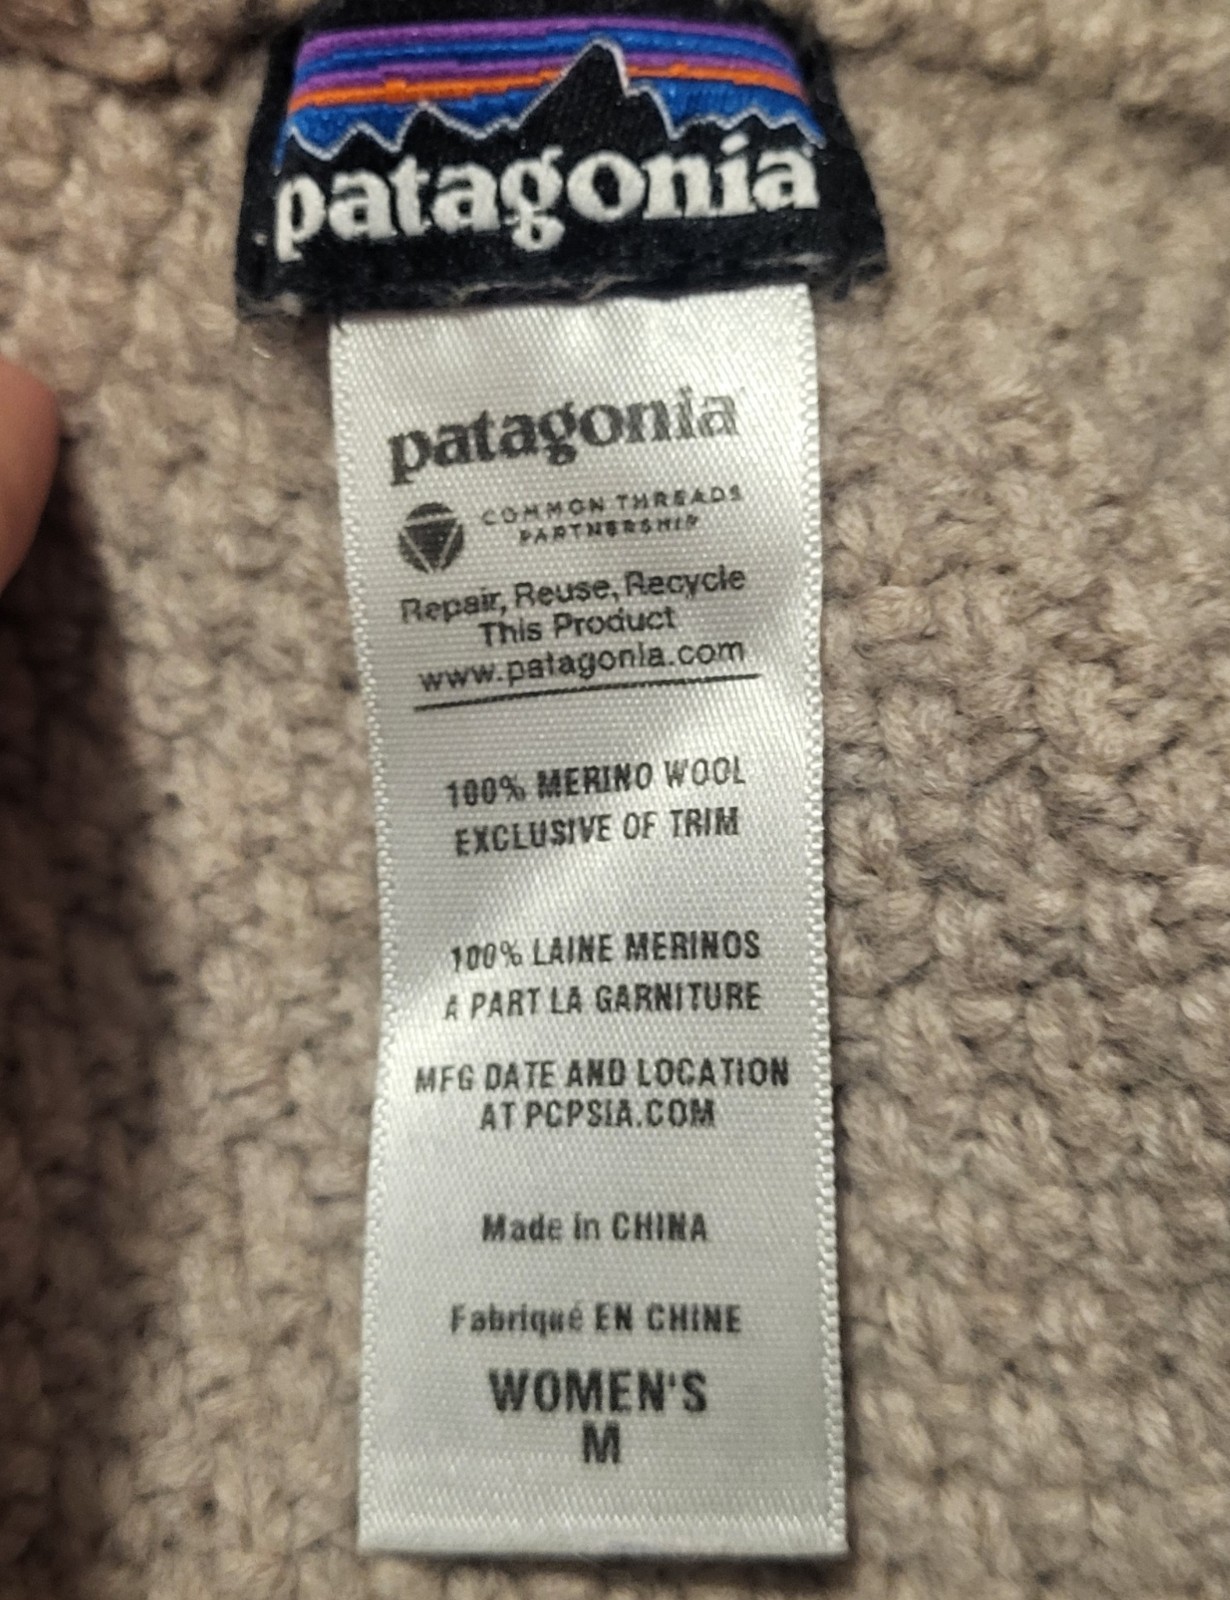 patagonia
patagonia
COMMON THREADS
PARTNERSHIP
Repair, Reuse, Recycle
This Product
www.patagonia.com
100% MERINO WOOL
EXCLUSIVE OF TRIM
100% LAINE MERINOS
A PART LA GARNITURE
MFG DATE AND LOCATION
AT PCPSIA.COM
Made in CHINA
Fabriqué EN CHINE
WOMEN'S
M